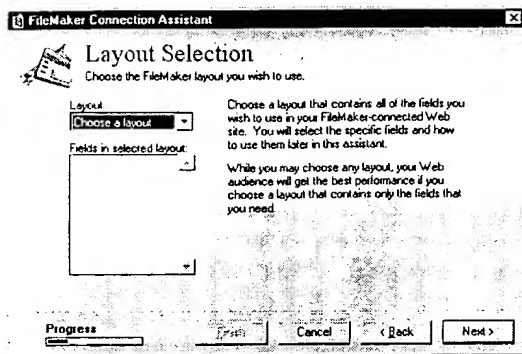 FileMaker Connection Assistant
Layout Selection
Choose the FileMaker layout you wish to use.
Layout
Choose a layout
Fields in selected layout:
Choose a layout that contains all of the fields you
wish to use in your FileMaker-connected Web
site. You will select the specific fields and how
to use them later in this assistant.
While you may choose any layout, your Web
audience will get the best performance if you
choose a layout that contains only the fields that
you need.
Progress
Finish
Cancel
< Back
Next >